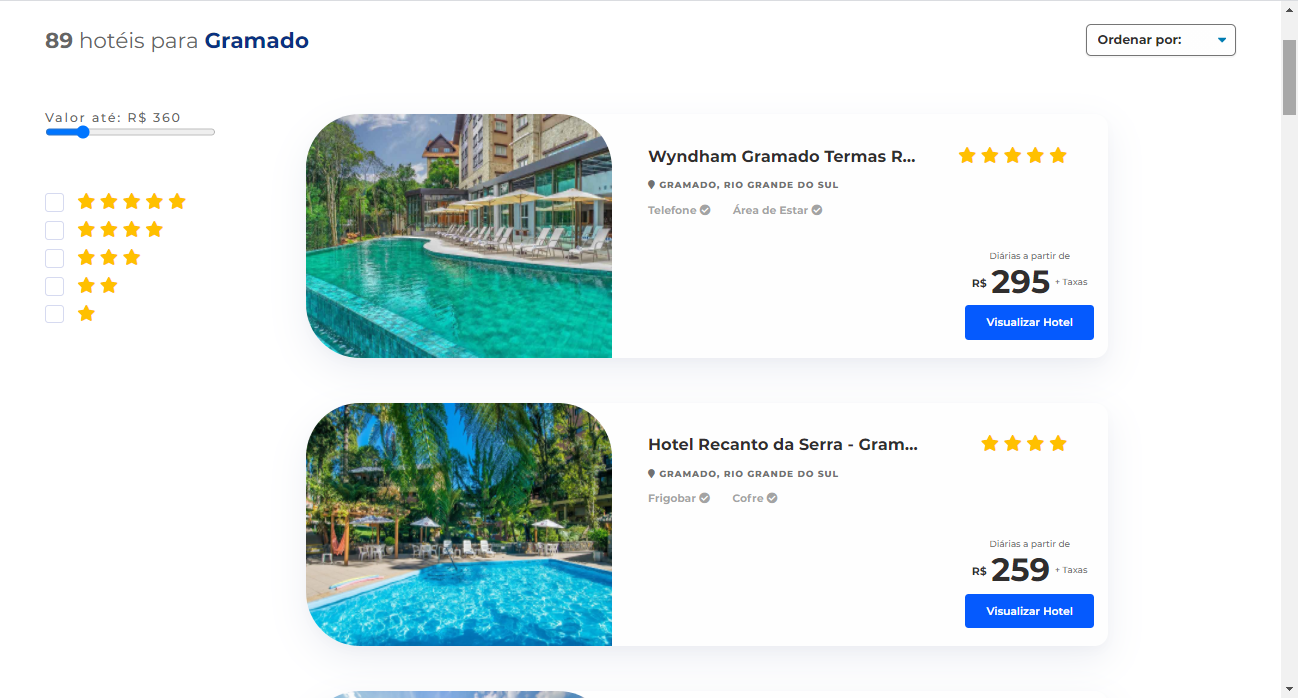 89 hotéis para Gramado
Ordenar por:
Valor até: R$ 360
Wyndham Gramado Termas R...
GRAMADO, RIO GRANDE DO SUL
Telefone
Área de Estar
Diárias a partir de
R$ 295 + Taxas
Visualizar Hotel
Hotel Recanto da Serra - Gram...
GRAMADO, RIO GRANDE DO SUL
Frigobar
Cofre
Diárias a partir de
R$ 259 + Taxas
Visualizar Hotel